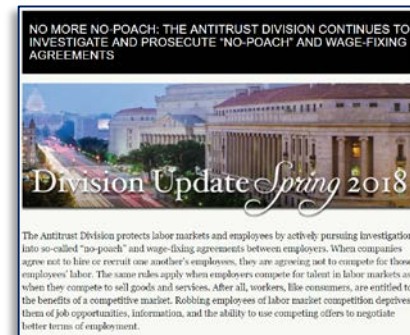 NO MORE NO-POACH: THE ANTITRUST DIVISION CONTINUES TO
INVESTIGATE AND PROSECUTE "NO-POACH" AND WAGE-FIXING
AGREEMENTS
Division Update Spring 2018
The Antitrust Division protects labor markets and employees by actively pursuing investigation
into so-called "no-poach" and wage-fixing agreements between employers. When companies
agree not to hire or recruit one another's employees, they are agreeing not to compete for those
employees' labor. The same rules apply when employers compete for talent in labor markets as
when they compete to sell goods and services. After all, workers, like consumers, are entitled to
the benefits of a competitive market. Robbing employees of labor market competition deprives
them of job opportunities, information, and the ability to use competing offers to negotiate
better terms of employment.